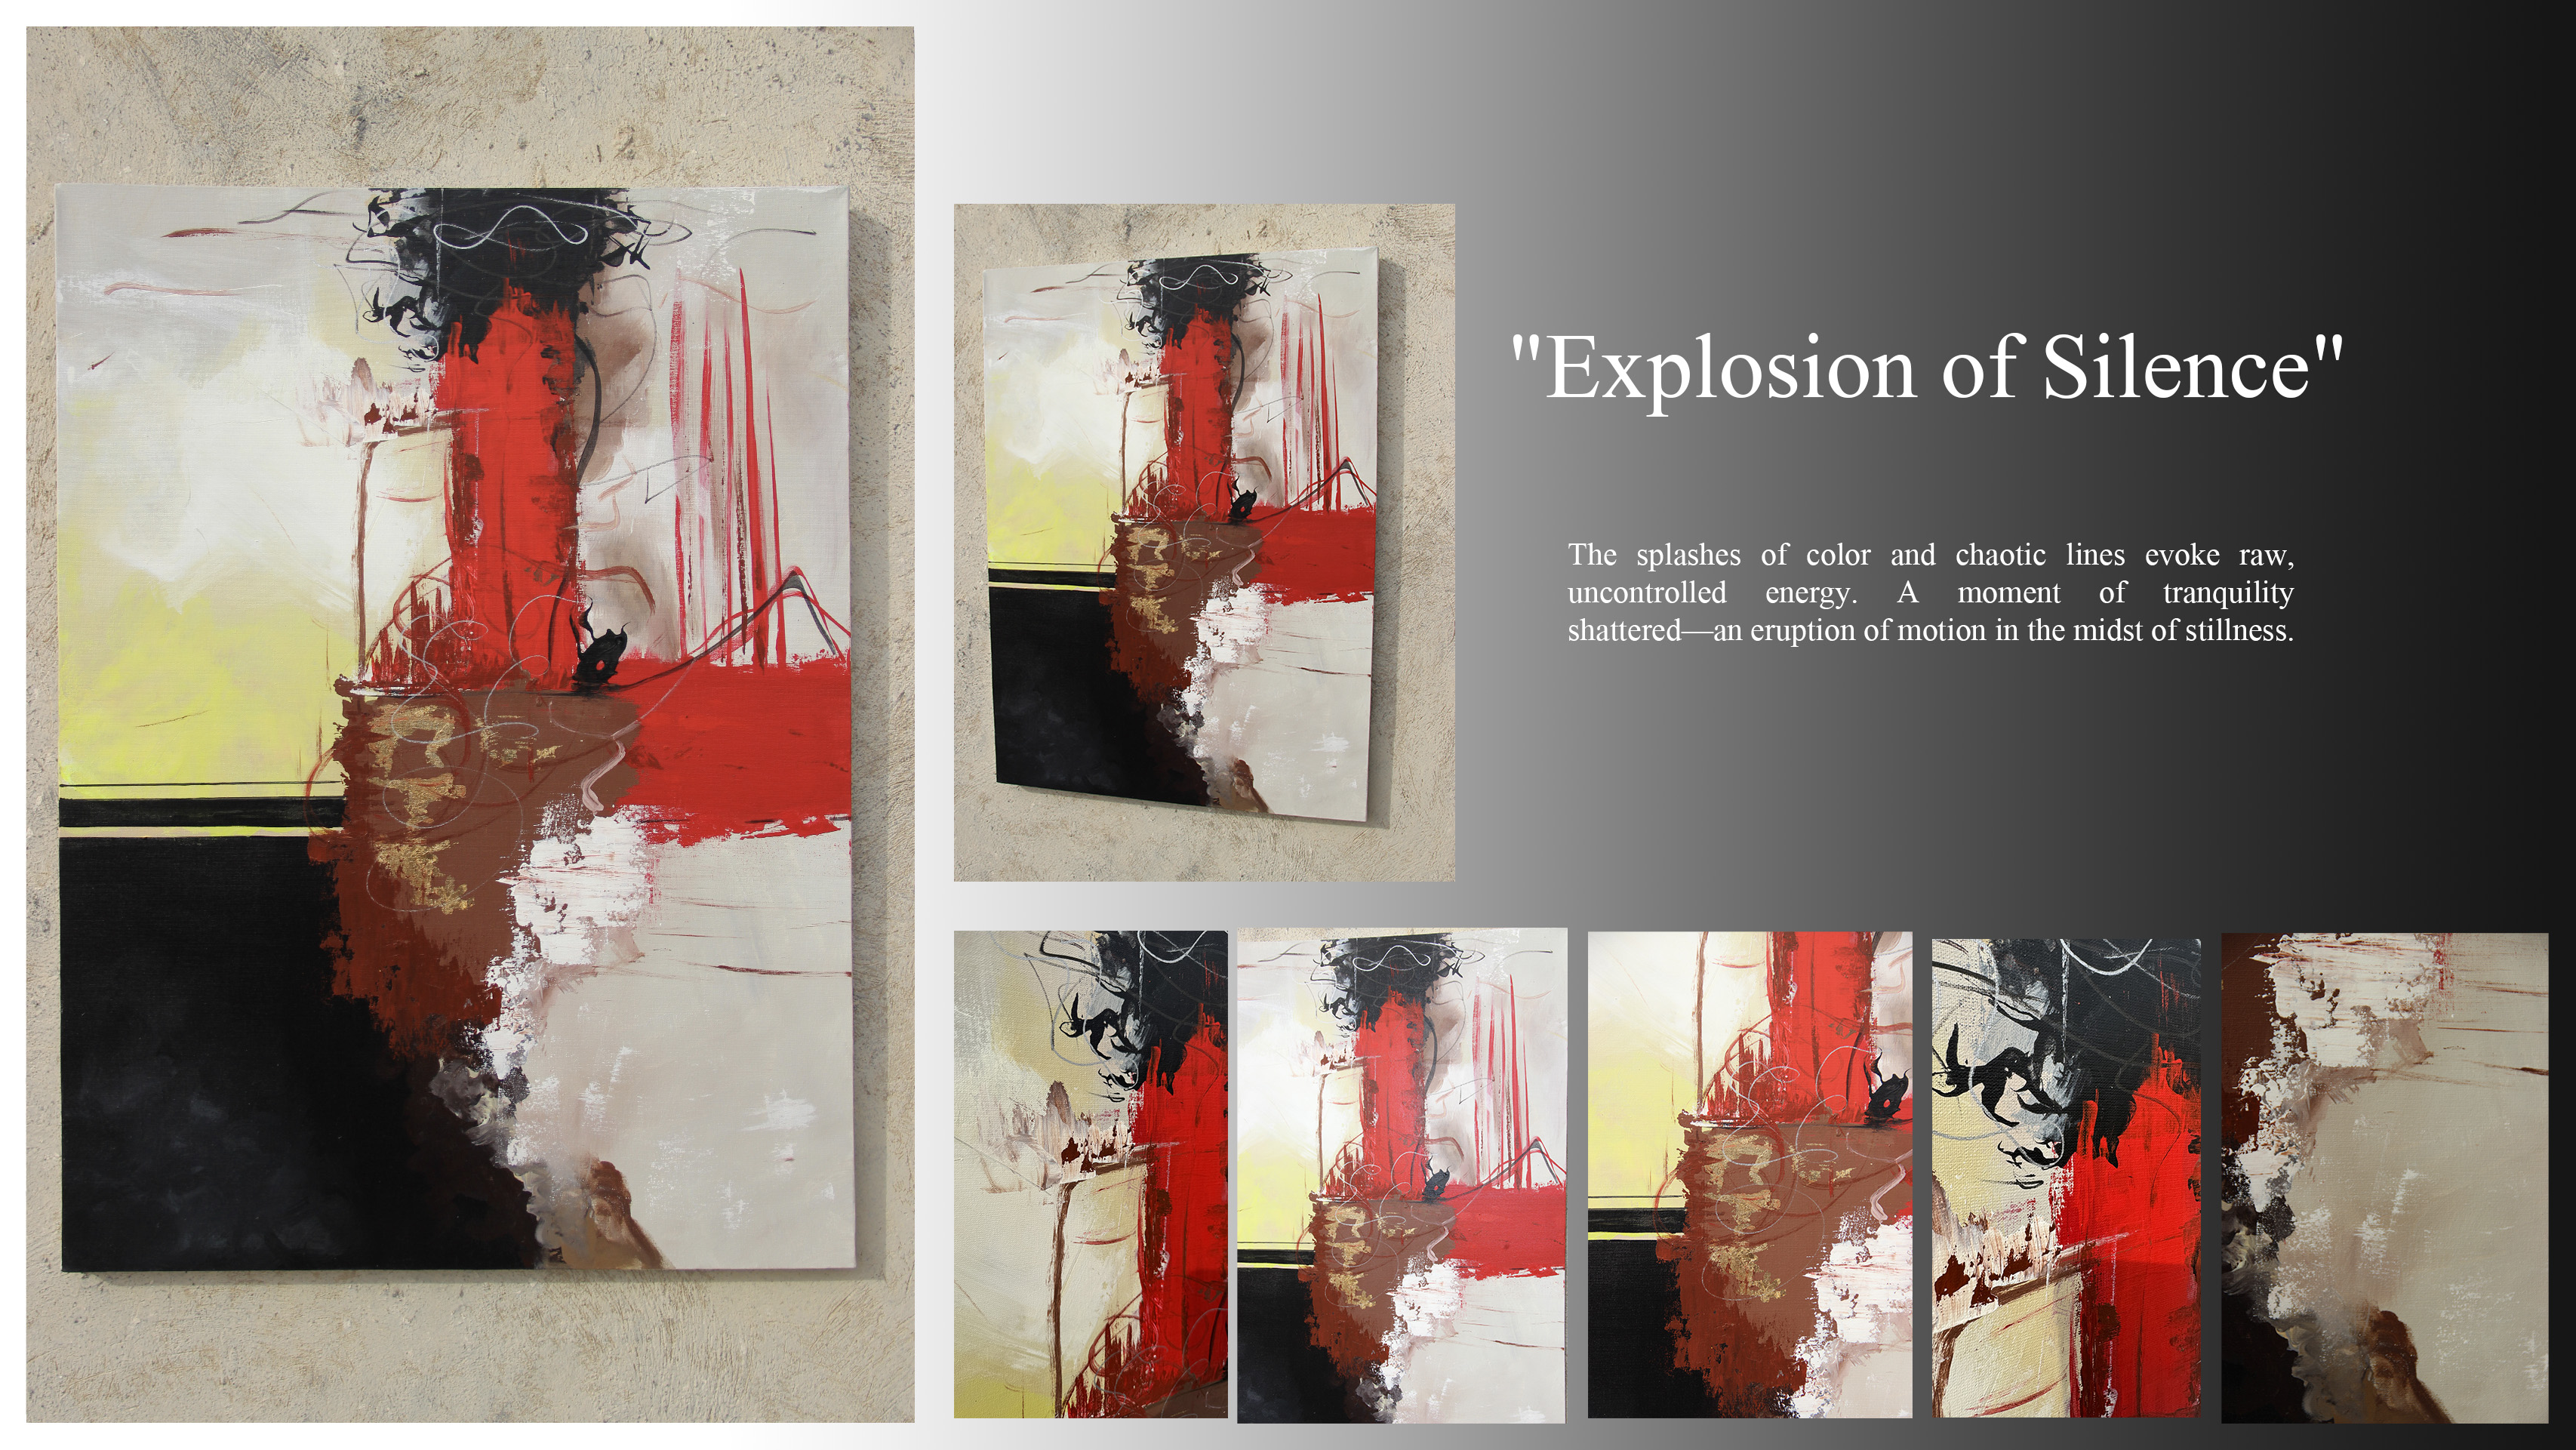 "Explosion of Silence"
The splashes of color and chaotic lines evoke raw,
uncontrolled energy. A moment of tranquility
shattered—an eruption of motion in the midst of stillness.